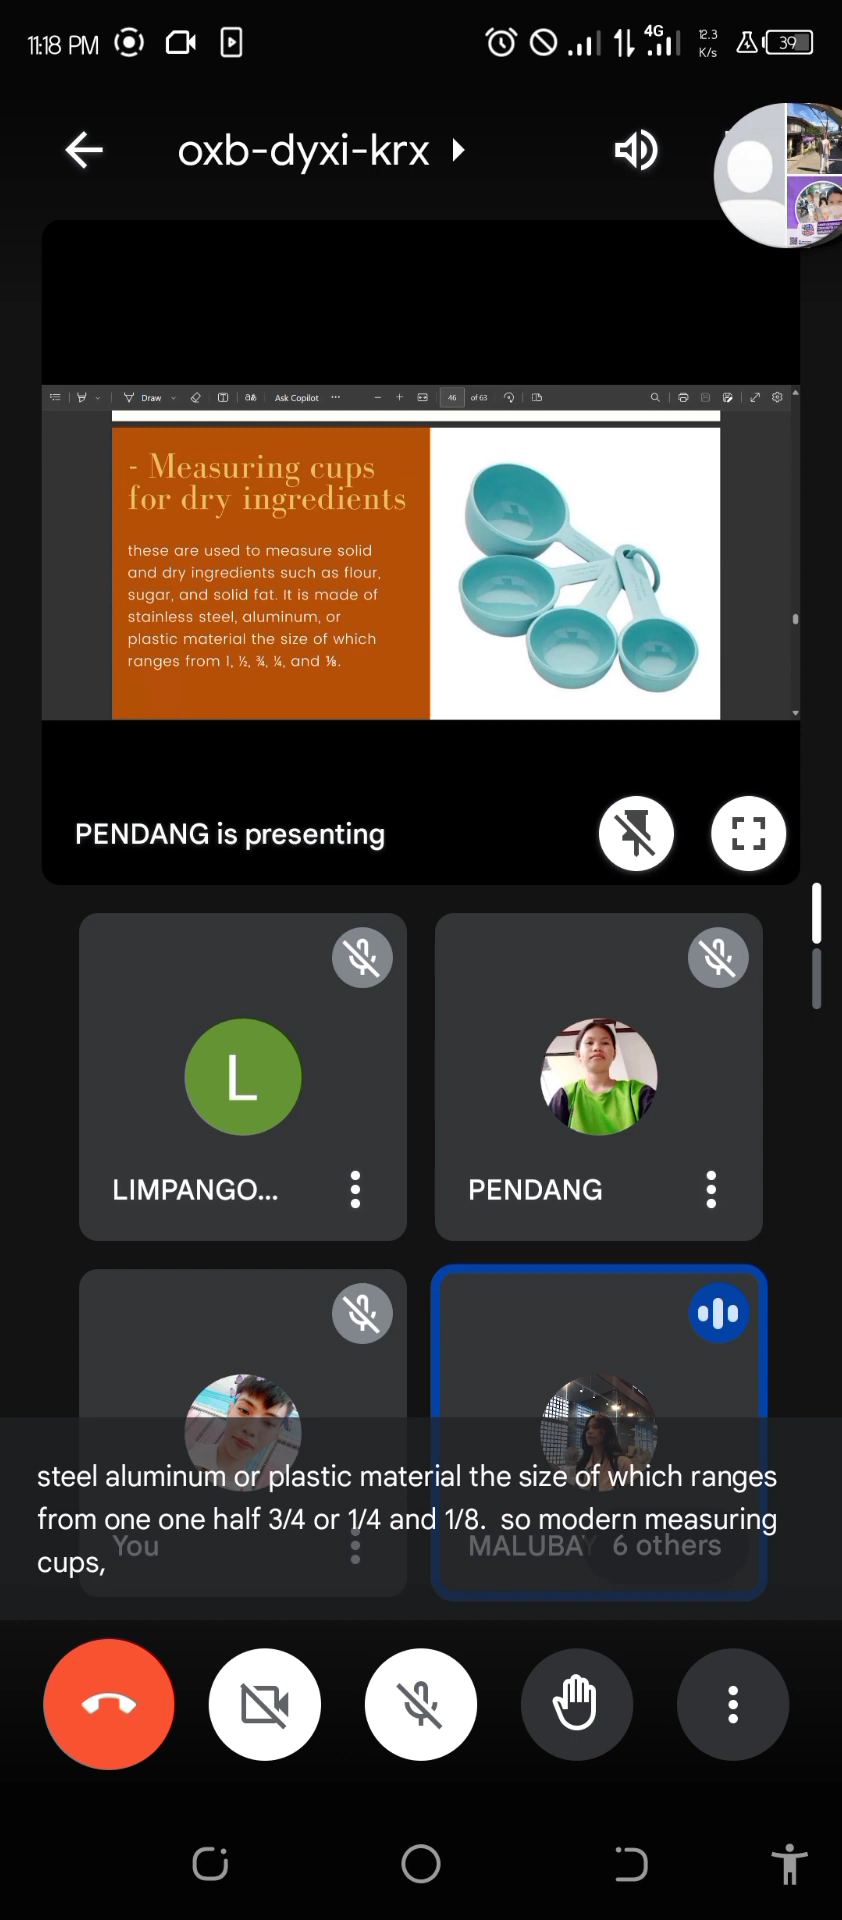 11:18 PM
4G
12.3
K/s
39
oxb-dyxi-krx
Draw
aあ
Ask Copilot
46
of 63
- Measuring cups
for dry ingredients
these are used to measure solid
and dry ingredients such as flour,
sugar, and solid fat. It is made of
stainless steel, aluminum, or
plastic material the size of which
ranges from 1, ½, ¾, ¼, and ⅛.
PENDANG is presenting
L
LIMPANGO...
PENDANG
steel aluminum or plastic material the size of which ranges
from one one half 3/4 or 1/4 and 1/8. so modern measuring
cups,
You
MALUBAY
6 others